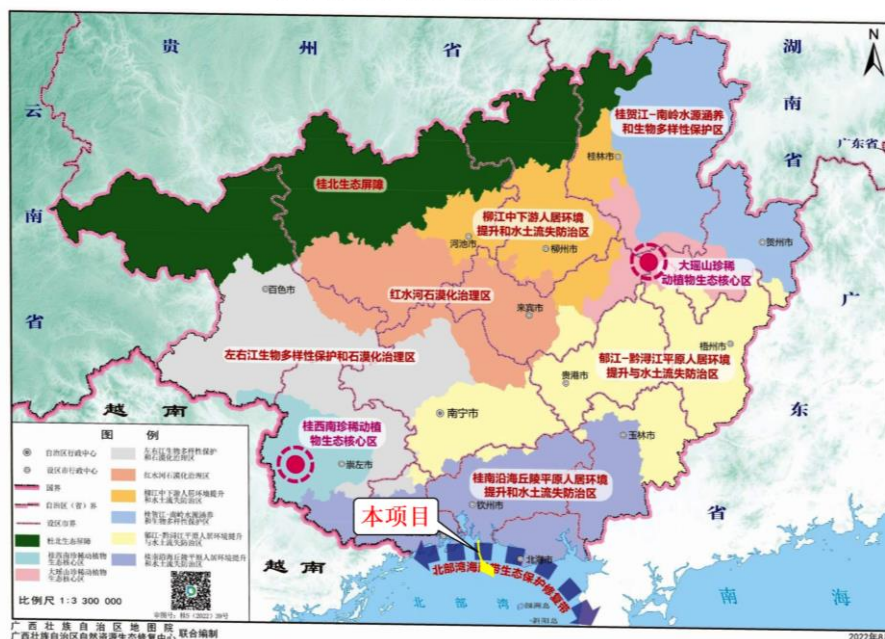 贵 州 省
湖南省
云南省
广东省
N
桂贺江-南岭水源涵养
和生物多样性保护区
桂林市
桂北生态屏障
柳江中下游人居环境
提升和水土流失防治区
河池市
柳州市
贺州市
大瑶山珍稀
动植物生态核心区
百色市
红水河石漠化治理区
来宾市
左右江生物多样性保护和石漠化治理区
梧州市
郁江-黔浔江平原人居环境
提升与水土流失防治区
贵港市
越 南
南宁市
广东省
桂西南珍稀动植
物生态核心区
崇左市
玉林市
桂南沿海丘陵平原人居环境
提升和水土流失防治区
钦州市
本项目
北海市
越 南
北 部 湾
南 海
图 例
自治区行政中心
设区市行政中心
国界
自治区（省）界
设区市界
桂北生态屏障
桂西南珍稀动植物
生态核心区
大瑶山珍稀动植物
生态核心区
左右江生物多样性保护
和石漠化治理区
红水河石漠化治理区
柳江中下游人居环境提升
和水土流失防治区
桂贺江-南岭水源涵养
和生物多样性保护区
郁江-黔浔江平原人居环境提升
与水土流失防治区
桂南沿海丘陵平原人居环境提升
和水土流失防治区
比例尺 1:3 300 000
广西壮族自治区地图院
广西壮族自治区自然资源生态修复中心 联合编制